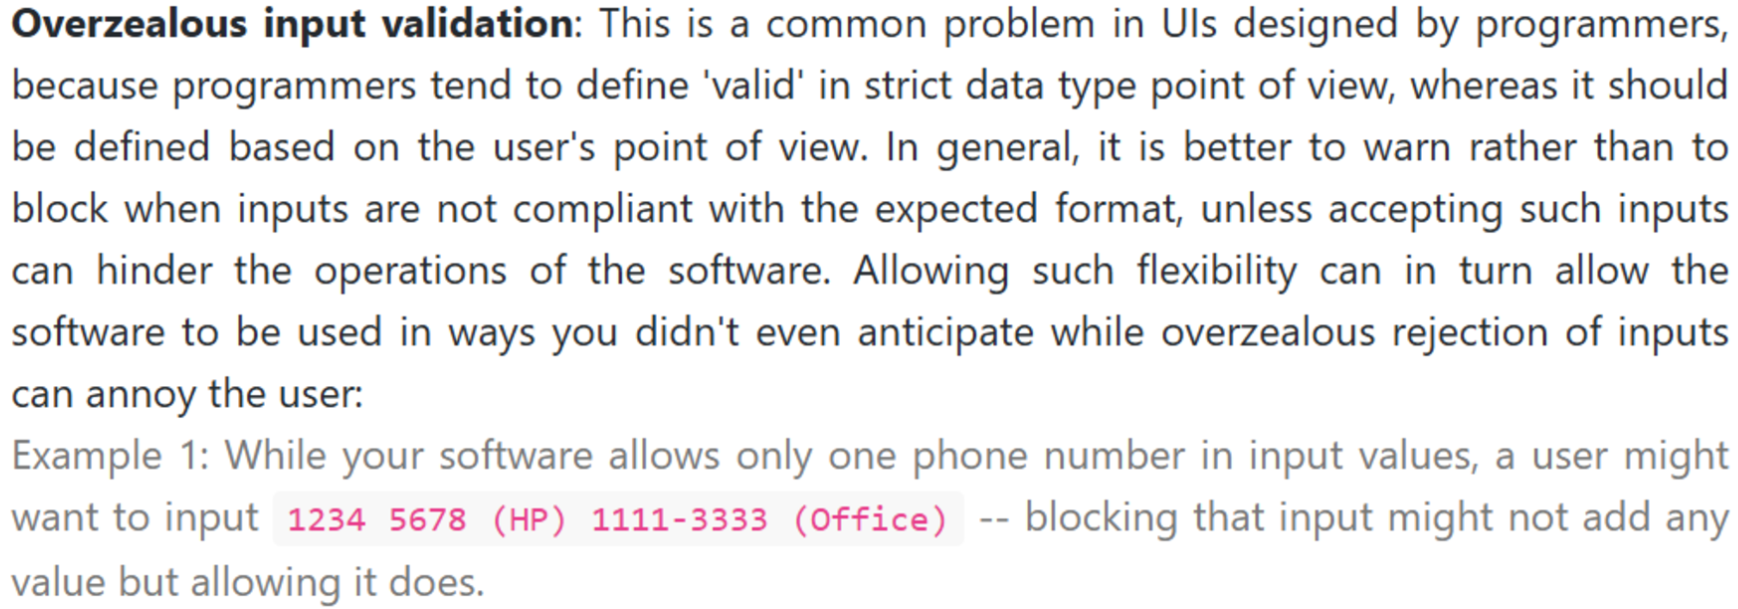 Overzealous input validation: This is a common problem in UIs designed by programmers,
because programmers tend to define 'valid' in strict data type point of view, whereas it should
be defined based on the user's point of view. In general, it is better to warn rather than to
block when inputs are not compliant with the expected format, unless accepting such inputs
can hinder the operations of the software. Allowing such flexibility can in turn allow the
software to be used in ways you didn't even anticipate while overzealous rejection of inputs
can annoy the user:
Example 1: While your software allows only one phone number in input values, a user might
want to input 1234 5678 (HP) 1111-3333 (Office) -- blocking that input might not add any
value but allowing it does.